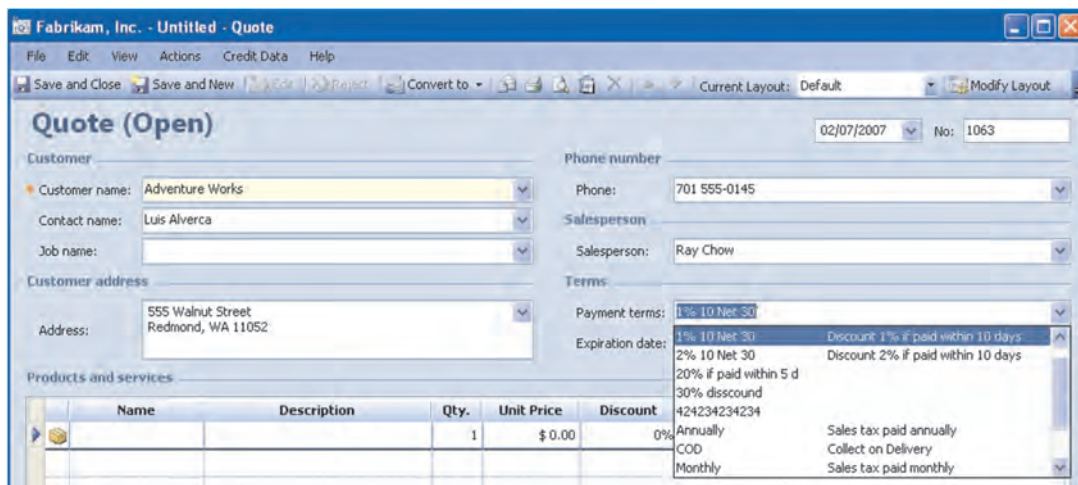 Fabrikam, Inc. - Untitled - Quote
File Edit View Actions Credit Data Help
Save and Close Save and New Edit Reject Convert to Current Layout: Default Modify Layout
Quote (Open)
02/07/2007 No: 1063
Customer
Phone number
Customer name: Adventure Works
Phone: 701 555-0145
Contact name: Luis Alverca
Salesperson
Job name:
Salesperson: Ray Chow
Customer address
Terms
Address: 555 Walnut Street
Redmond, WA 11052
Payment terms: 1% 10 Net 30
Expiration date:
1% 10 Net 30 Discount 1% if paid within 10 days
2% 10 Net 30 Discount 2% if paid within 10 days
20% if paid within 5 d
30% disscound
424234234234
Annually Sales tax paid annually
COD Collect on Delivery
Monthly Sales tax paid monthly
Products and services
Name Description Qty. Unit Price Discount
1 $ 0.00 0%